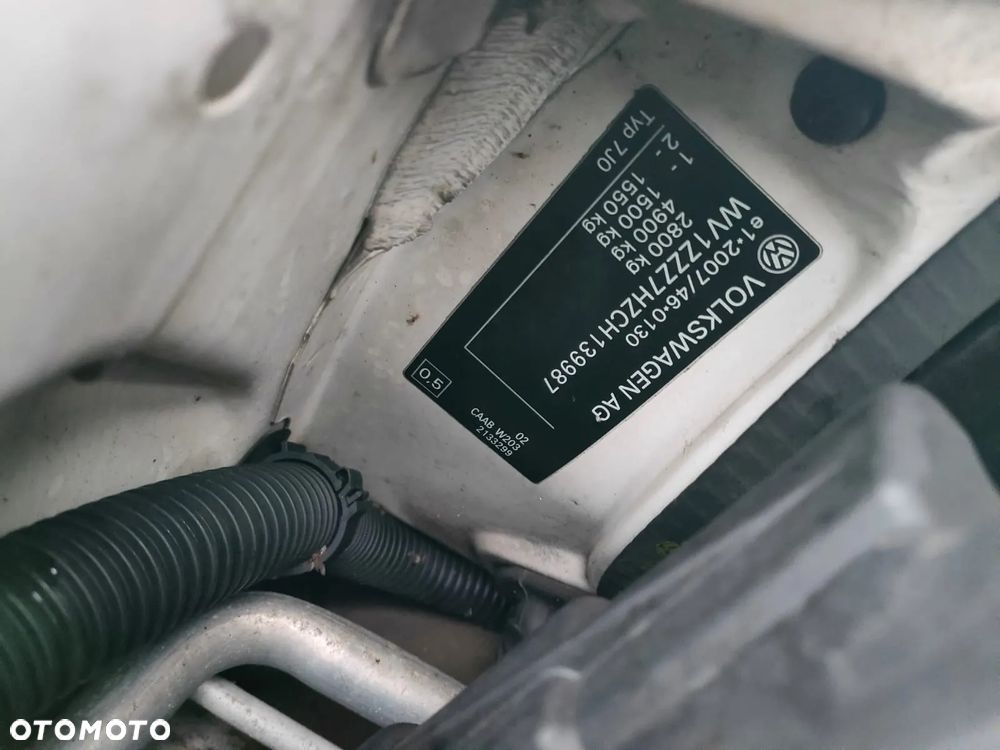 VOLKSWAGEN AG
e1*2007/46*0130
WV1ZZZ7HZCH139987
2800 kg
4900 kg
1- 1500 kg
2- 1550 kg
Typ 7J0
02
CAAB W203
2133299
0.5
OTOMOTO